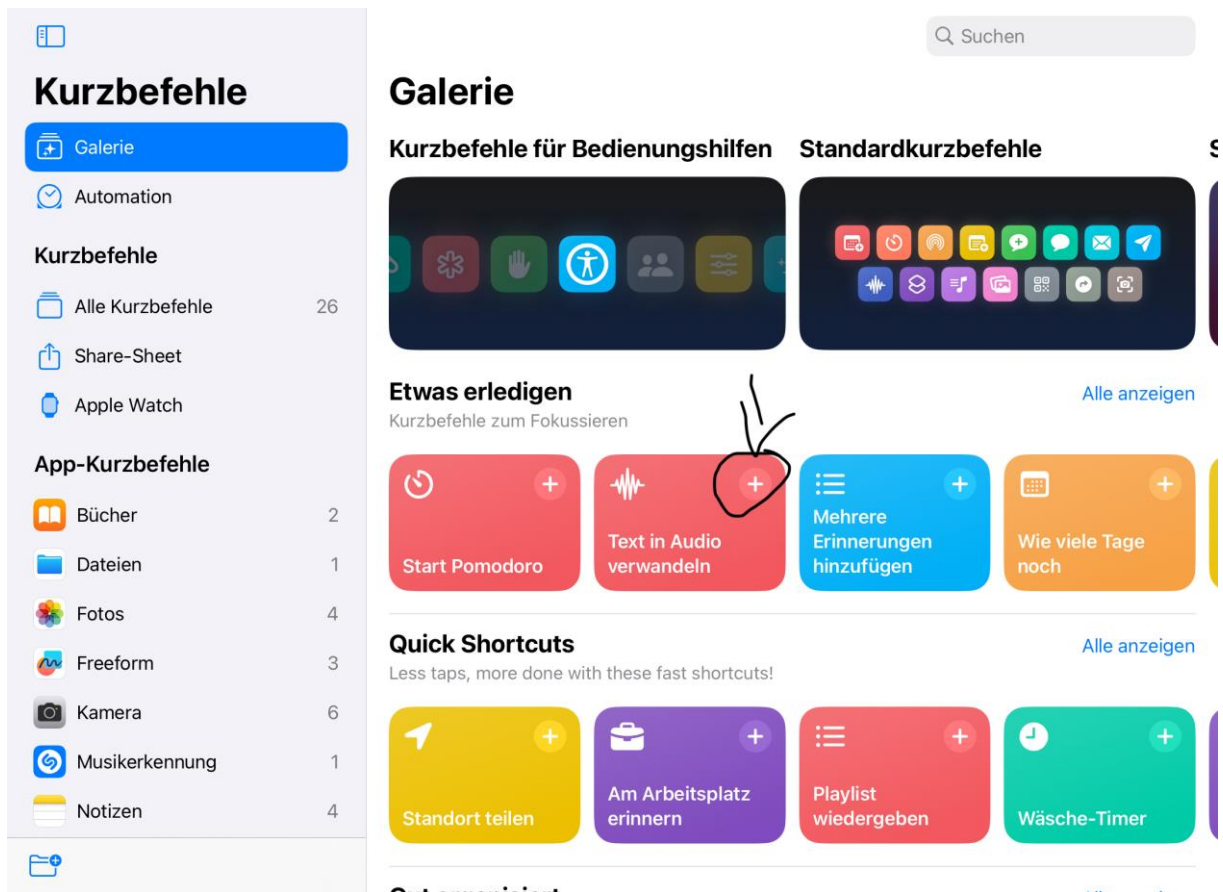 Kurzbefehle
Galerie
Automation
Kurzbefehle
Alle Kurzbefehle 26
Share-Sheet
Apple Watch
App-Kurzbefehle
Bücher 2
Dateien 1
Fotos 4
Freeform 3
Kamera 6
Musikerkennung 1
Notizen 4
Suchen
Galerie
Kurzbefehle für Bedienungshilfen
Standardkurzbefehle
Etwas erledigen
Alle anzeigen
Kurzbefehle zum Fokussieren
Start Pomodoro
Text in Audio
verwandeln
Mehrere
Erinnerungen
hinzufügen
Wie viele Tage
noch
Quick Shortcuts
Alle anzeigen
Less taps, more done with these fast shortcuts!
Standort teilen
Am Arbeitsplatz
erinnern
Playlist
wiedergeben
Wäsche-Timer